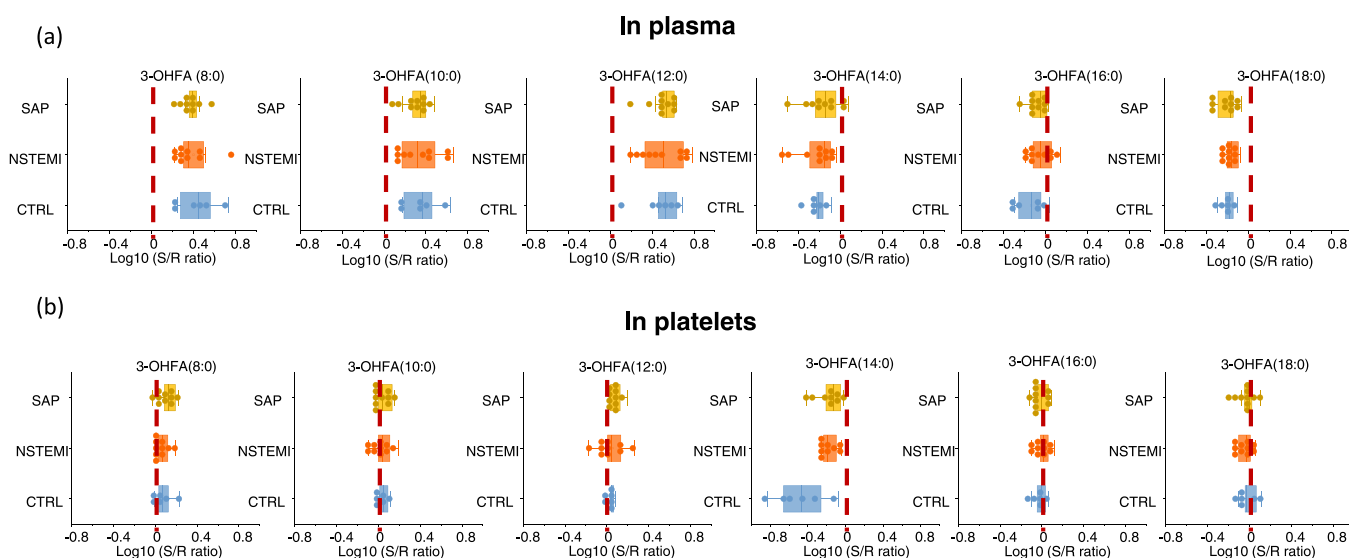 (a)
In plasma
3-OHFA (8:0) 3-OHFA(10:0) 3-OHFA(12:0) 3-OHFA(14:0) 3-OHFA(16:0) 3-OHFA(18:0)
SAP SAP SAP SAP SAP SAP
NSTEMI NSTEMI NSTEMI NSTEMI NSTEMI NSTEMI
CTRL CTRL CTRL CTRL CTRL CTRL
-0.8 -0.4 0 0.4 0.8 -0.8 -0.4 0.0 0.4 0.8 -0.8 -0.4 0.0 0.4 0.8 -0.8 -0.4 0.0 0.4 0.8 -0.8 -0.4 0.0 0.4 0.8 -0.8 -0.4 0.0 0.4 0.8
Log10 (S/R ratio) Log10 (S/R ratio) Log10 (S/R ratio) Log10 (S/R ratio) Log10 (S/R ratio) Log10 (S/R ratio)
(b)
In platelets
3-OHFA(8:0) 3-OHFA(10:0) 3-OHFA(12:0) 3-OHFA(14:0) 3-OHFA(16:0) 3-OHFA(18:0)
SAP SAP SAP SAP SAP SAP
NSTEMI NSTEMI NSTEMI NSTEMI NSTEMI NSTEMI
CTRL CTRL CTRL CTRL CTRL CTRL
-0.8 -0.4 0.0 0.4 0.8 -0.8 -0.4 0.0 0.4 0.8 -0.8 -0.4 0.0 0.4 0.8 -0.8 -0.4 0.0 0.4 0.8 -0.8 -0.4 0.0 0.4 0.8 -0.8 -0.4 0.0 0.4 0.8
Log10 (S/R ratio) Log10 (S/R ratio) Log10 (S/R ratio) Log10 (S/R ratio) Log10 (S/R ratio) Log10 (S/R ratio)